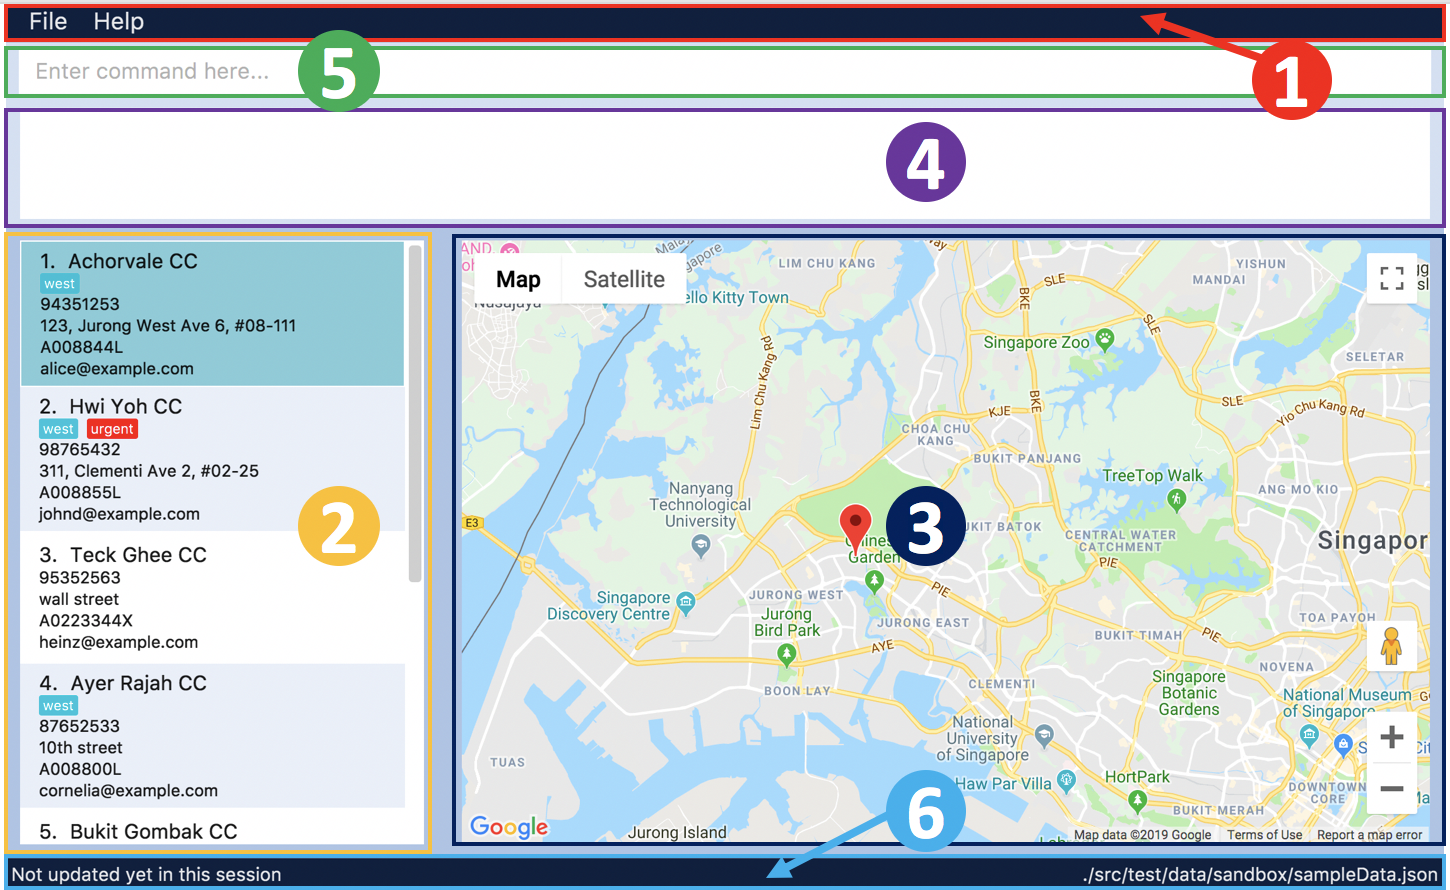 File Help
1
Enter command here...
5
4
1. Achorvale CC
west
94351253
123, Jurong West Ave 6, #08-111
A008844L
alice@example.com
2. Hwi Yoh CC
west urgent
98765432
311, Clementi Ave 2, #02-25
A008855L
johnd@example.com
2
3. Teck Ghee CC
95352563
wall street
A0223344X
heinz@example.com
4. Ayer Rajah CC
west
87652533
10th street
A008800L
cornelia@example.com
5. Bukit Gombak CC
Map Satellite
LIM CHU KANG
YISHUN
MANDAI
SLE
BKE
SLE
Singapore Zoo
SELETAR
Lim Chu Kang Rd
KJE
BKE
SLE
Yio Chu Kang Rd
CHOA CHU
KANG
BUKIT PANJANG
TreeTop Walk
ANG MO KIO
Nanyang
Technological
University
E3
3
Garden
CENTRAL WATER
CATCHMENT
PIE
Singapor
PIE
Singapore
Discovery Centre
JURONG WEST
Jurong
Bird Park
JURONG EAST
TOA PAYOH
BUKIT TIMAH
PIE
AYE
NOVENA
BOON LAY
CLEMENTI
Singapore
Botanic
Gardens
National Museum
of Singapore
National
University
of Singapore
TUAS
Haw Par Villa
HortPark
DOWNTOWN
CORE
BUKIT MERAH
6
Google
Jurong Island
Map data ©2019 Google Terms of Use Report a map error
Not updated yet in this session ./src/test/data/sandbox/sampleData.json